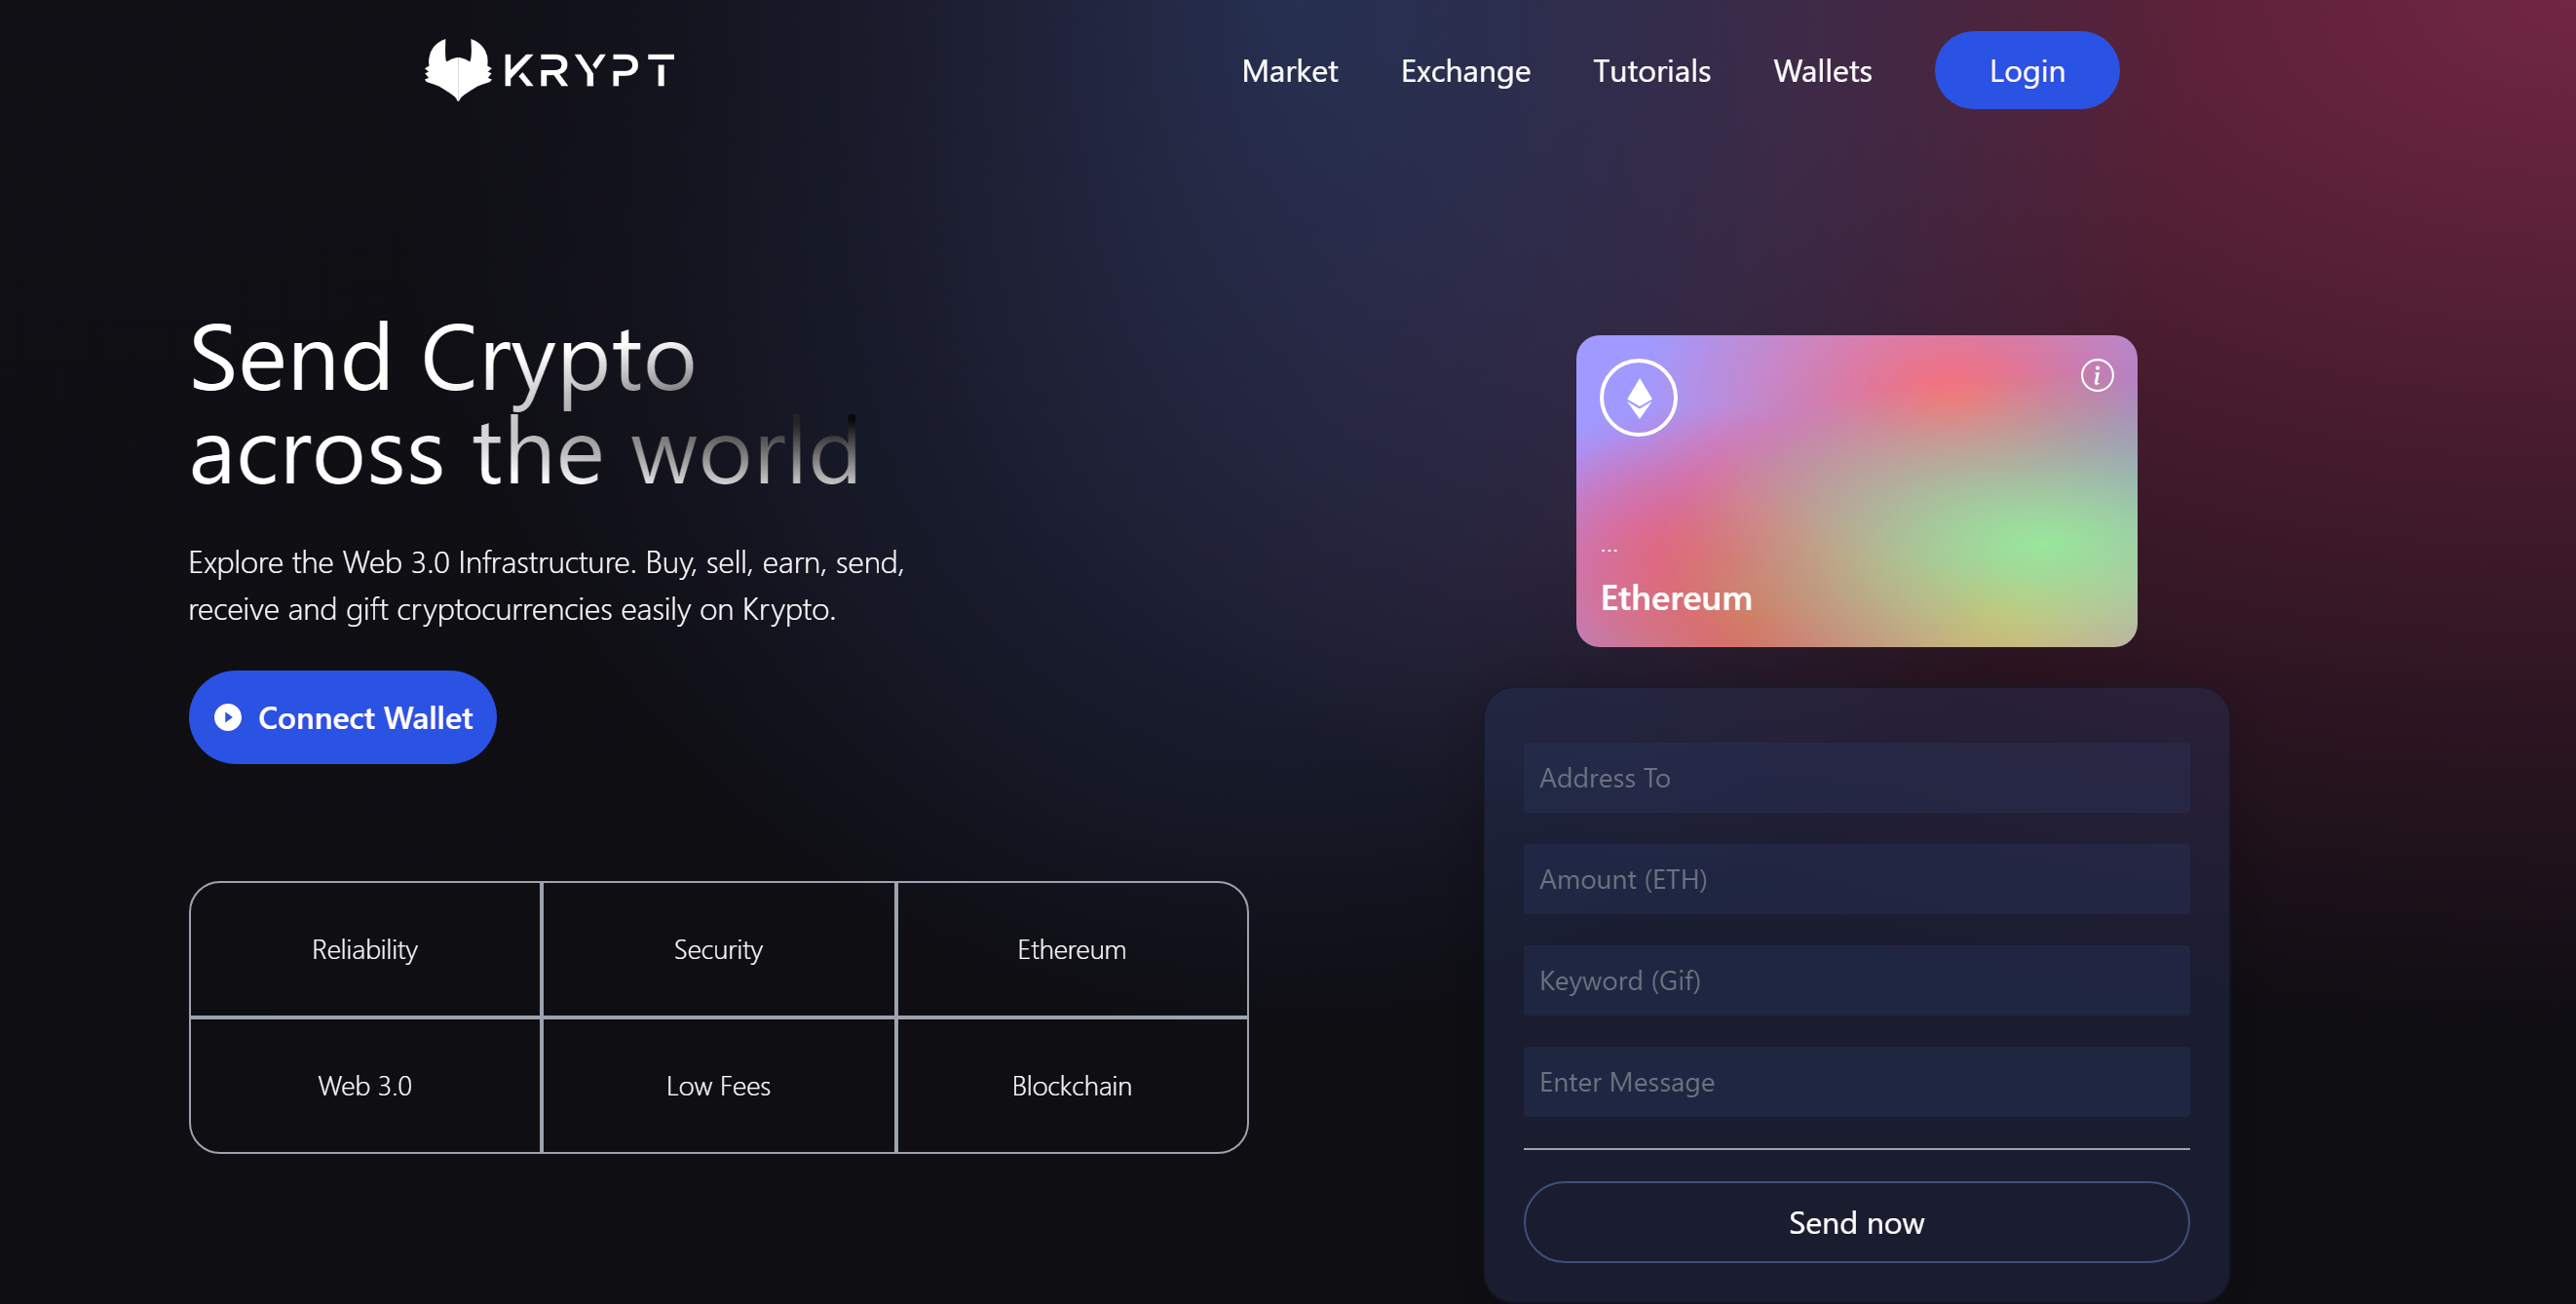 KRYPT
Market
Exchange
Tutorials
Wallets
Login
Send Crypto
across the world
Explore the Web 3.0 Infrastructure. Buy, sell, earn, send,
receive and gift cryptocurrencies easily on Krypto.
Connect Wallet
Reliability
Security
Ethereum
Web 3.0
Low Fees
Blockchain
i
...
Ethereum
Address To
Amount (ETH)
Keyword (Gif)
Enter Message
Send now